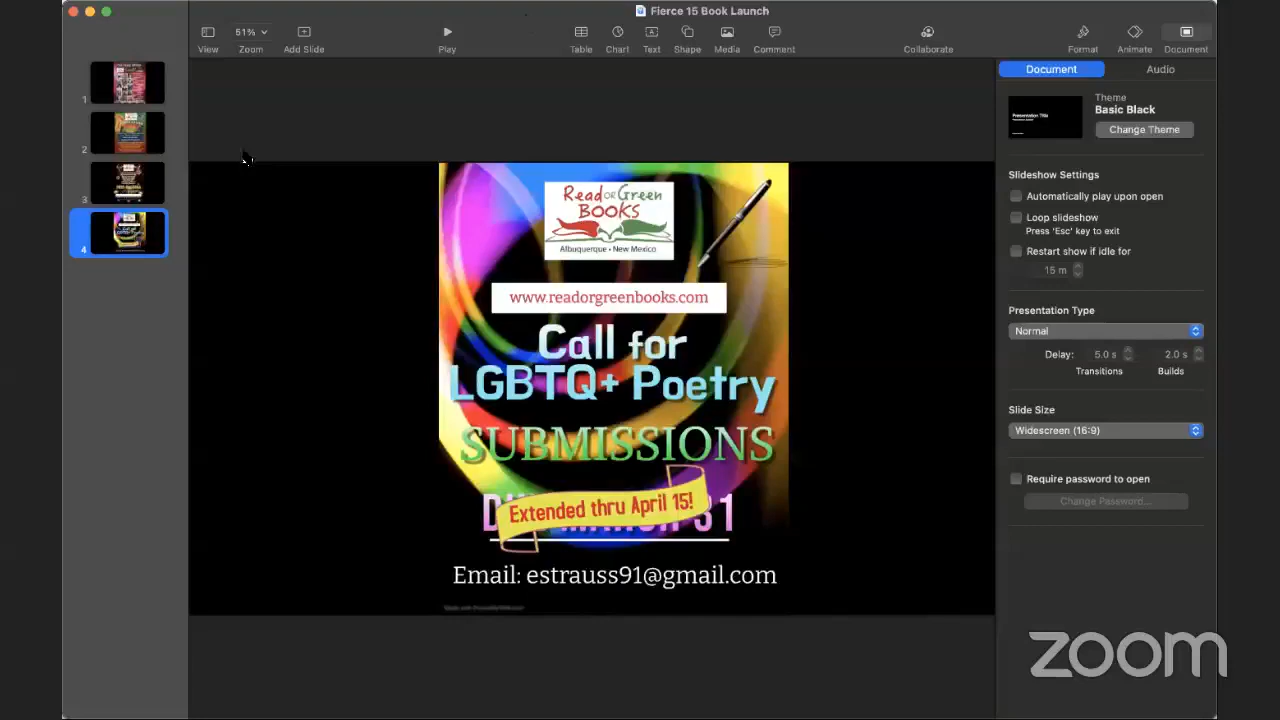 Fierce 15 Book Launch
View
51%
Zoom
Add Slide
Play
Table
Chart
Text
Shape
Media
Comment
Collaborate
Format
Animate
Document
1
2
3
4
Document
Audio
Presentation Title
Theme
Basic Black
Change Theme
Slideshow Settings
Automatically play upon open
Loop slideshow
Press 'Esc' key to exit
Restart show if idle for
15 m
Presentation Type
Normal
Delay: 5.0 s 2.0 s
Transitions Builds
Slide Size
Widescreen (16:9)
Require password to open
Change Password...
Read OR Green
BOOKS
Albuquerque • New Mexico
www.readorgreenbooks.com
Call for
LGBTQ+ Poetry
SUBMISSIONS
Extended thru April 15!
31
Email: estrauss91@gmail.com
zoom